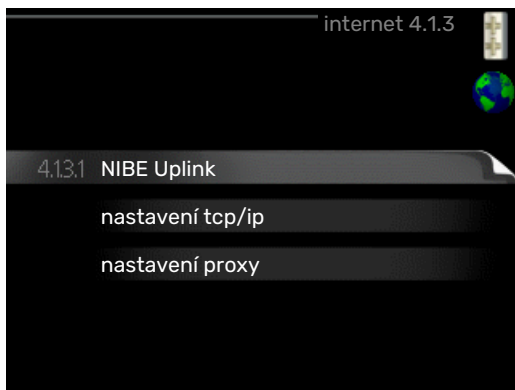 internet 4.1.3
4.1.3.1 NIBE Uplink
nastavení tcp/ip
nastavení proxy